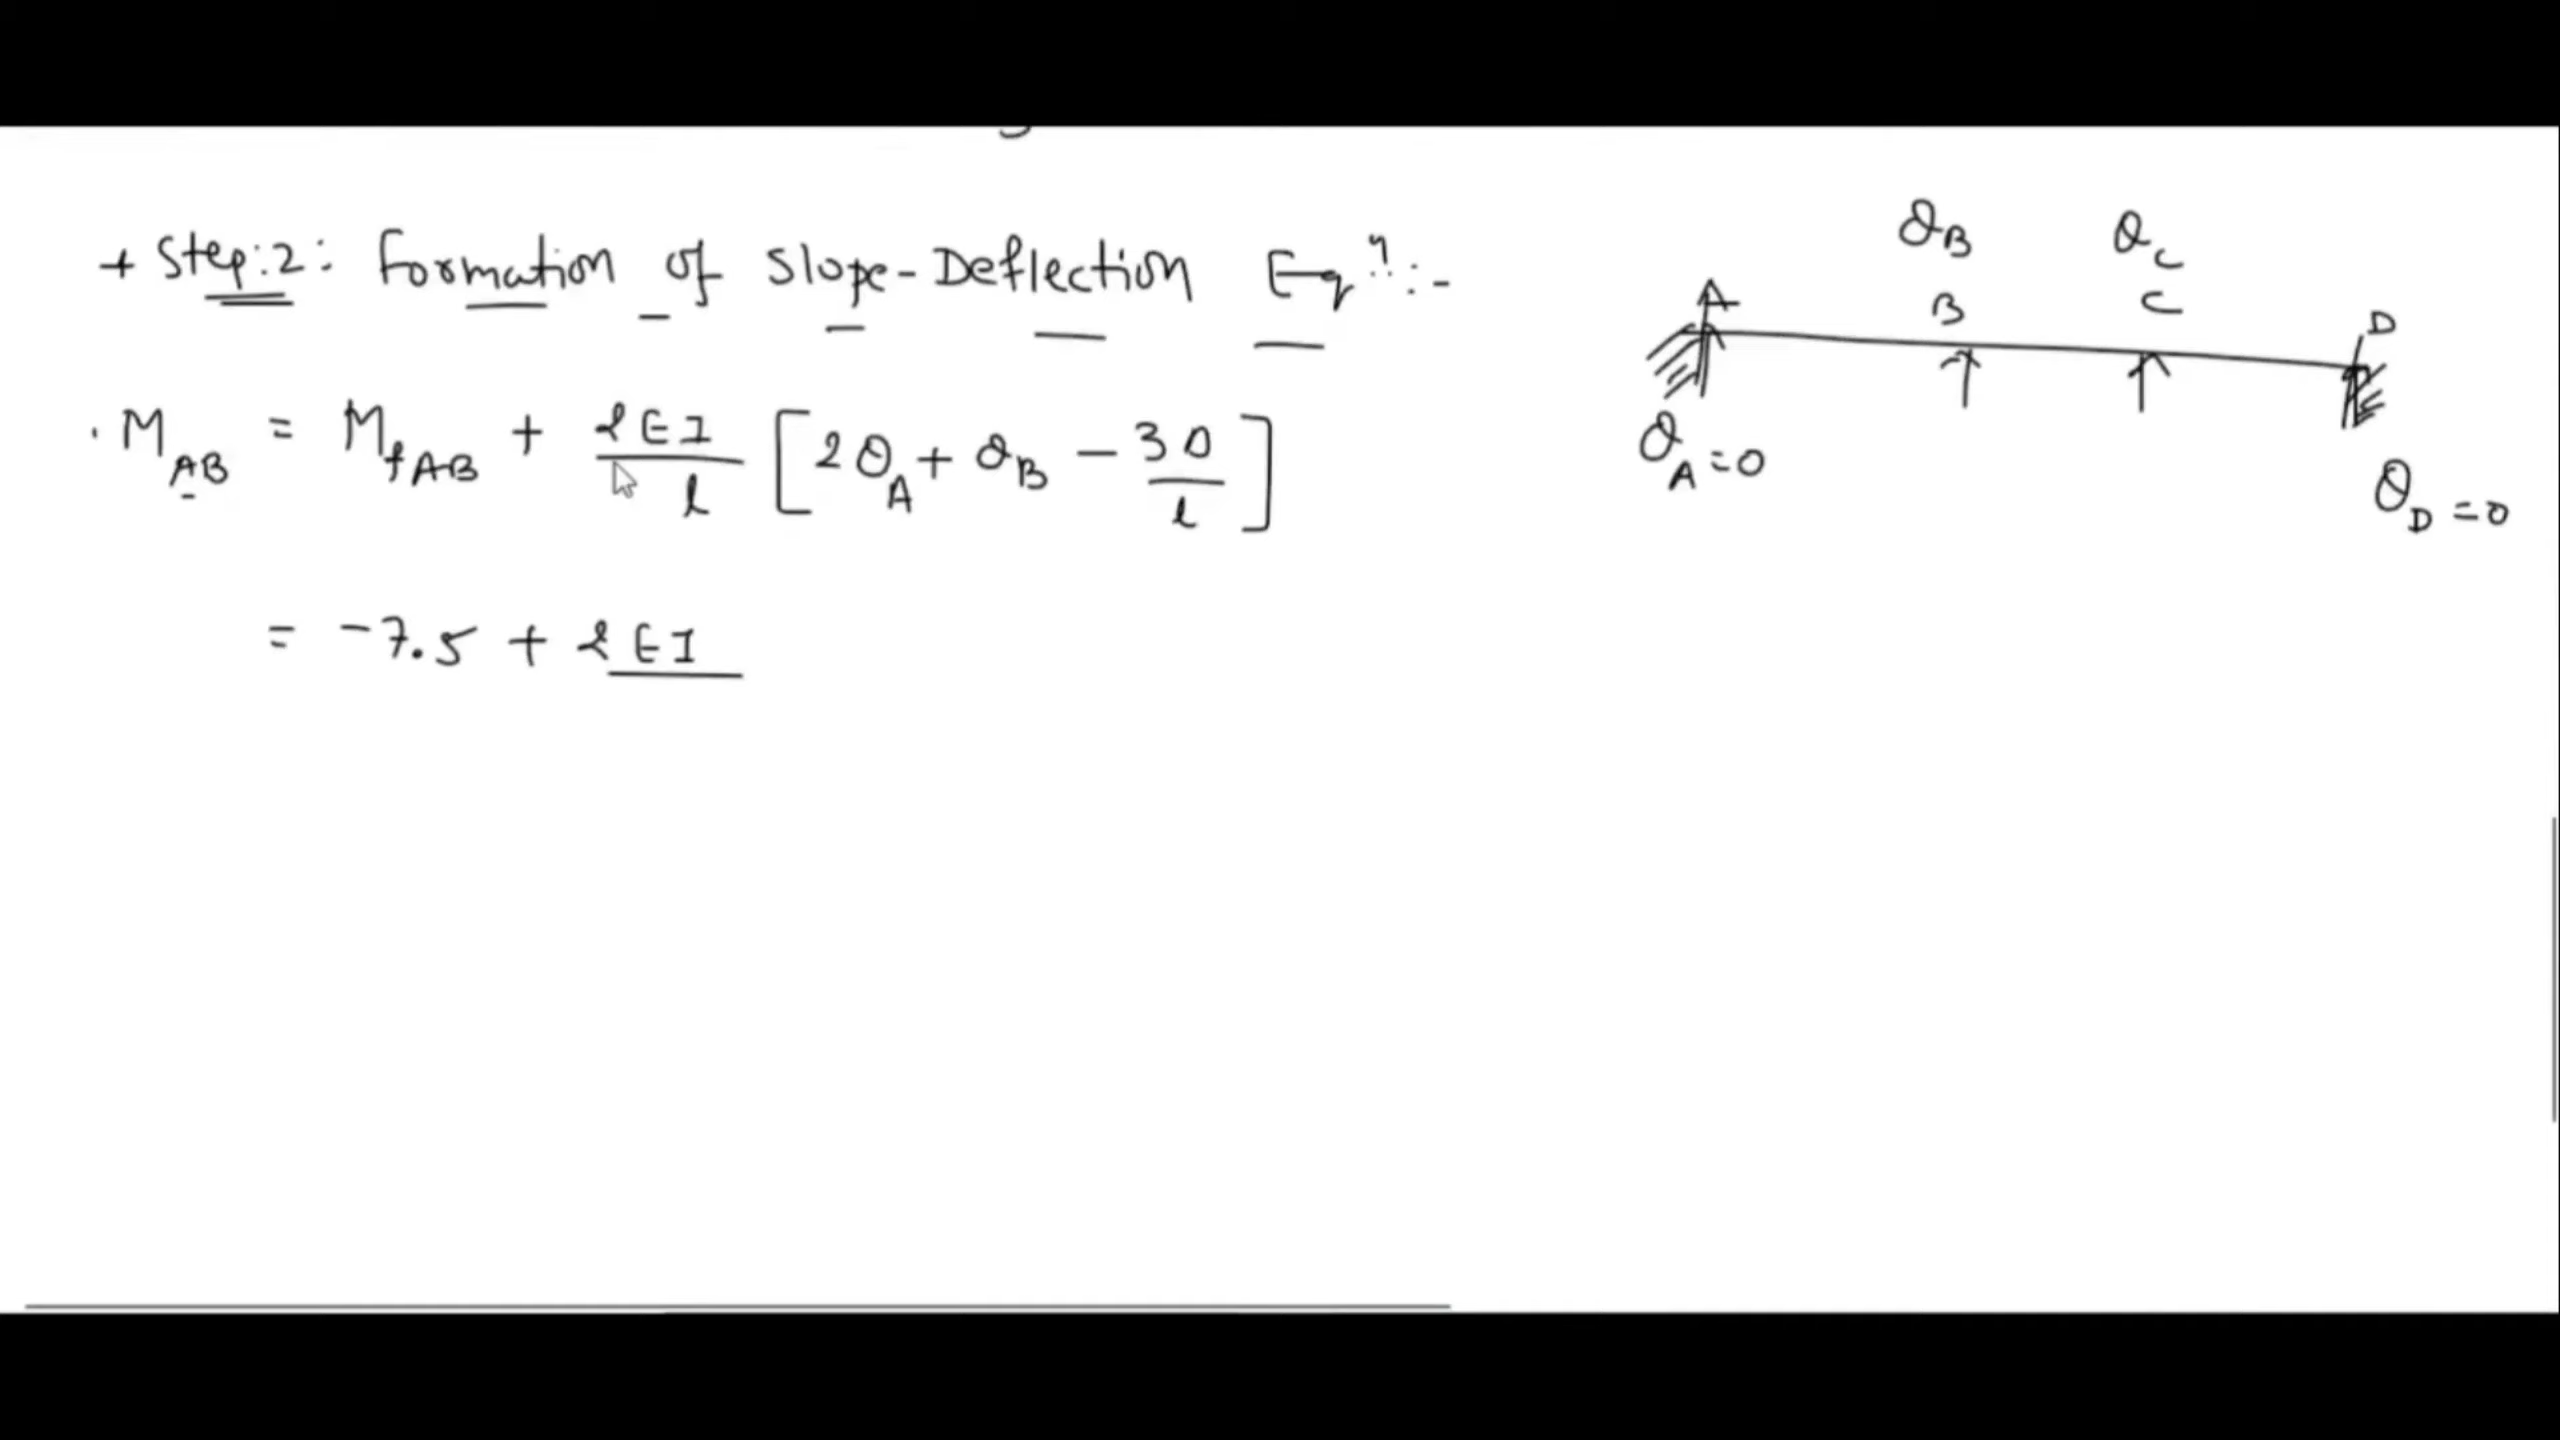 + Step:2: Formation of Slope-Deflection Eqⁿ:-
. M_AB = M_fAB + 2EI/l [2θ_A + θ_B - 3Δ/l]
= -7.5 + 2EI
θ_B θ_C
A B C D
θ_A = 0
θ_D = 0